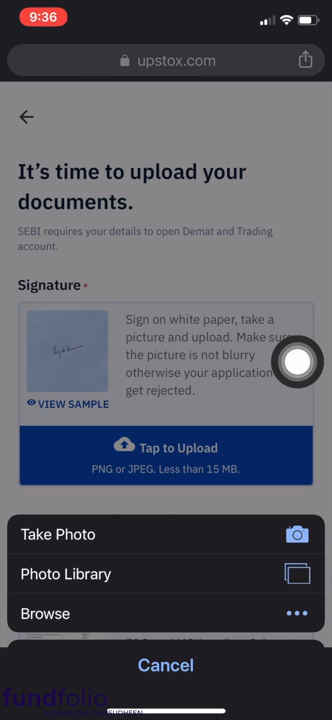 9:36
upstox.com
It's time to upload your
documents.
SEBI requires your details to open Demat and Trading
account.
Signature *
Sign on white paper, take a
picture and upload. Make sure
the picture is not blurry
otherwise your application
get rejected.
VIEW SAMPLE
Tap to Upload
PNG or JPEG. Less than 15 MB.
Take Photo
Photo Library
Browse
Cancel
fundfolio